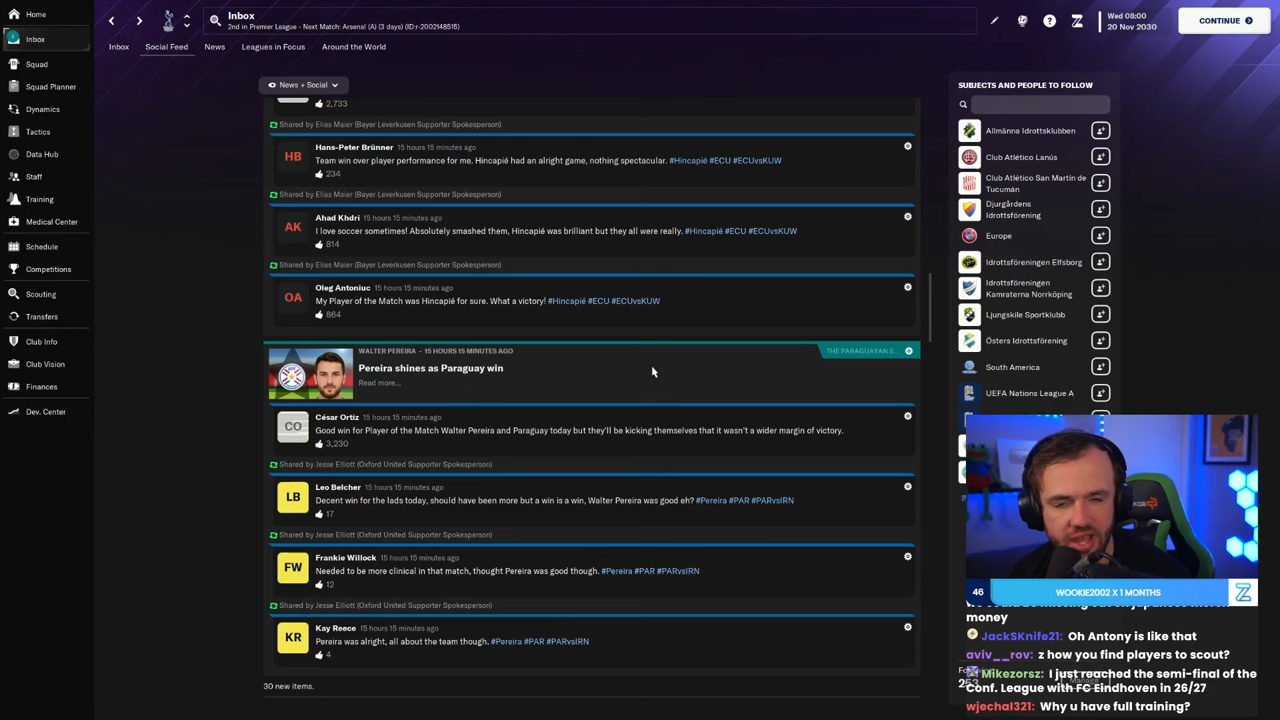 Home
Inbox
Squad
Squad Planner
Dynamics
Tactics
Data Hub
Staff
Training
Medical Center
Schedule
Competitions
Scouting
Transfers
Club Info
Club Vision
Finances
Dev. Center
Inbox
2nd in Premier League - Next Match: Arsenal (A) (3 days) (ID:r-2002148515)
Wed 08:00
20 Nov 2030
CONTINUE
Inbox
Social Feed
News
Leagues in Focus
Around the World
News + Social
2,733
Shared by Elias Maier (Bayer Leverkusen Supporter Spokesperson)
HB
Hans-Peter Brünner 15 hours 15 minutes ago
Team win over player performance for me. Hincapié had an alright game, nothing spectacular. #Hincapié #ECU #ECUvsKUW
234
Shared by Elias Maier (Bayer Leverkusen Supporter Spokesperson)
AK
Ahad Khdri 15 hours 15 minutes ago
I love soccer sometimes! Absolutely smashed them, Hincapié was brilliant but they all were really. #Hincapié #ECU #ECUvsKUW
814
Shared by Elias Maier (Bayer Leverkusen Supporter Spokesperson)
OA
Oleg Antoniuc 15 hours 15 minutes ago
My Player of the Match was Hincapié for sure. What a victory! #Hincapié #ECU #ECUvsKUW
864
WALTER PEREIRA - 15 HOURS 15 MINUTES AGO
THE PARAGUAYAN S...
Pereira shines as Paraguay win
Read more...
CO
César Ortiz 15 hours 15 minutes ago
Good win for Player of the Match Walter Pereira and Paraguay today but they'll be kicking themselves that it wasn't a wider margin of victory.
3,230
Shared by Jesse Elliott (Oxford United Supporter Spokesperson)
LB
Leo Belcher 15 hours 15 minutes ago
Decent win for the lads today, should have been more but a win is a win, Walter Pereira was good eh? #Pereira #PAR #PARvsIRN
17
Shared by Jesse Elliott (Oxford United Supporter Spokesperson)
FW
Frankie Willock 15 hours 15 minutes ago
Needed to be more clinical in that match, thought Pereira was good though. #Pereira #PAR #PARvsIRN
12
Shared by Jesse Elliott (Oxford United Supporter Spokesperson)
KR
Kay Reece 15 hours 15 minutes ago
Pereira was alright, all about the team though. #Pereira #PAR #PARvsIRN
4
30 new items.
SUBJECTS AND PEOPLE TO FOLLOW
Allmänna Idrottsklubben
Club Atlético Lanús
Club Atlético San Martín de
Tucumán
Djurgårdens
Idrottsförening
Europe
Idrottsföreningen Elfsborg
Idrottsföreningen
Kamraterna Norrköping
Ljungskile Sportklubb
Östers Idrottsförening
South America
UEFA Nations League A
46
WOOKIE2002 X 1 MONTHS
money
JackSKnife21: Oh Antony is like that
aviv__rov: z how you find players to scout?
Mikezorsz: I just reached the semi-final of the
Conf. League with FC Eindhoven in 26/27
wjechal321: Why u have full training?
Manage